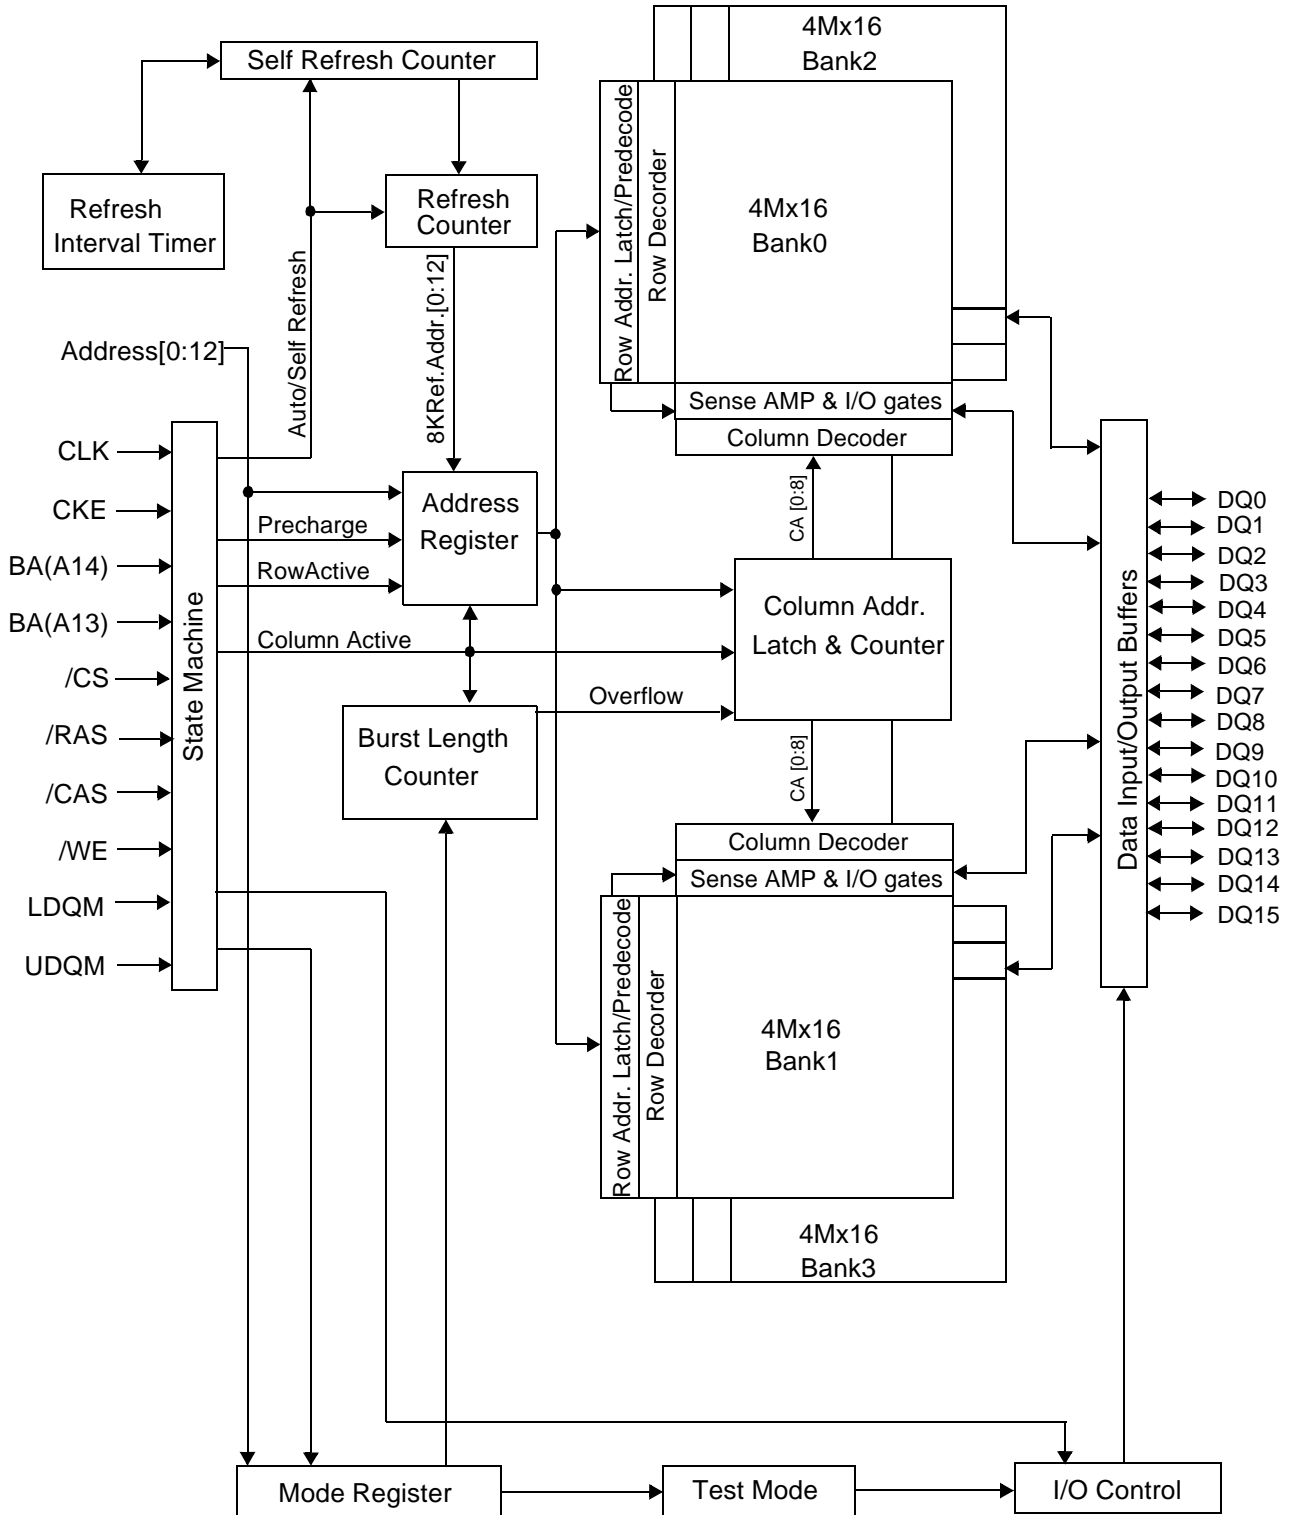 4Mx16
Bank2
Self Refresh Counter
Refresh
Interval Timer
Refresh
Counter
Row Addr. Latch/Predecode
Row Decorder
4Mx16
Bank0
Auto/Self Refresh
8KRef.Addr.[0:12]
Address[0:12]
Sense AMP & I/O gates
Column Decoder
CLK
CKE
BA(A14)
BA(A13)
/CS
/RAS
/CAS
/WE
LDQM
UDQM
State Machine
Precharge
RowActive
Column Active
Address
Register
CA [0:8]
Column Addr.
Latch & Counter
Overflow
Burst Length
Counter
CA [0:8]
Data Input/Output Buffers
DQ0
DQ1
DQ2
DQ3
DQ4
DQ5
DQ6
DQ7
DQ8
DQ9
DQ10
DQ11
DQ12
DQ13
DQ14
DQ15
Column Decoder
Sense AMP & I/O gates
Row Addr. Latch/Predecode
Row Decorder
4Mx16
Bank1
4Mx16
Bank3
Mode Register
Test Mode
I/O Control